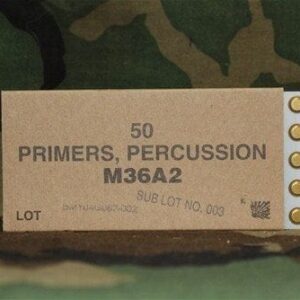 50
PRIMERS, PERCUSSION
M36A2
SUB LOT NO. 003
LOT